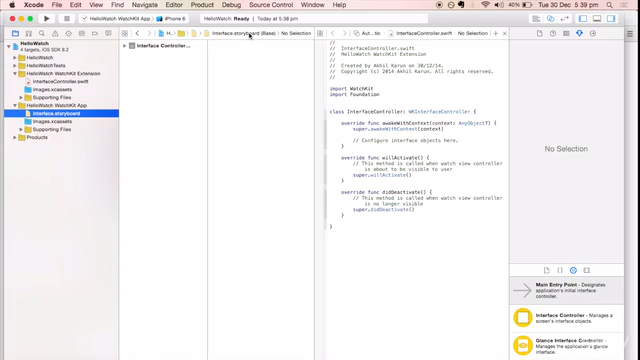 Xcode File Edit View Find Navigate Editor Product Debug Source Control Window Help
Tue 30 Dec 5:39 pm
HelloWatch WatchKit App iPhone 6
HelloWatch: Ready Today at 5:38 pm
H... Interface.storyboard (Base) No Selection
Aut...tic InterfaceController.swift No Selection
HelloWatch
4 targets, iOS SDK 8.2
HelloWatch
HelloWatchTests
HelloWatch WatchKit Extension
InterfaceController.swift
Images.xcassets
Supporting Files
HelloWatch WatchKit App
Interface.storyboard
Images.xcassets
Supporting Files
Products
Interface Controller...
//
// InterfaceController.swift
// HelloWatch WatchKit Extension
//
// Created by Akhil Karun on 30/12/14.
// Copyright (c) 2014 Akhil Karun. All rights reserved.
//
import WatchKit
import Foundation
class InterfaceController: WKInterfaceController {
override func awakeWithContext(context: AnyObject?) {
super.awakeWithContext(context)
// Configure interface objects here.
}
override func willActivate() {
// This method is called when watch view controller
is about to be visible to user
super.willActivate()
}
override func didDeactivate() {
// This method is called when watch view controller
is no longer visible
super.didDeactivate()
}
}
No Selection
Main Entry Point - Designates
application's initial interface
controller.
Interface Controller - Manages a
screen's interface objects.
Glance Interface Controller -
Manages the application's glance
interface.